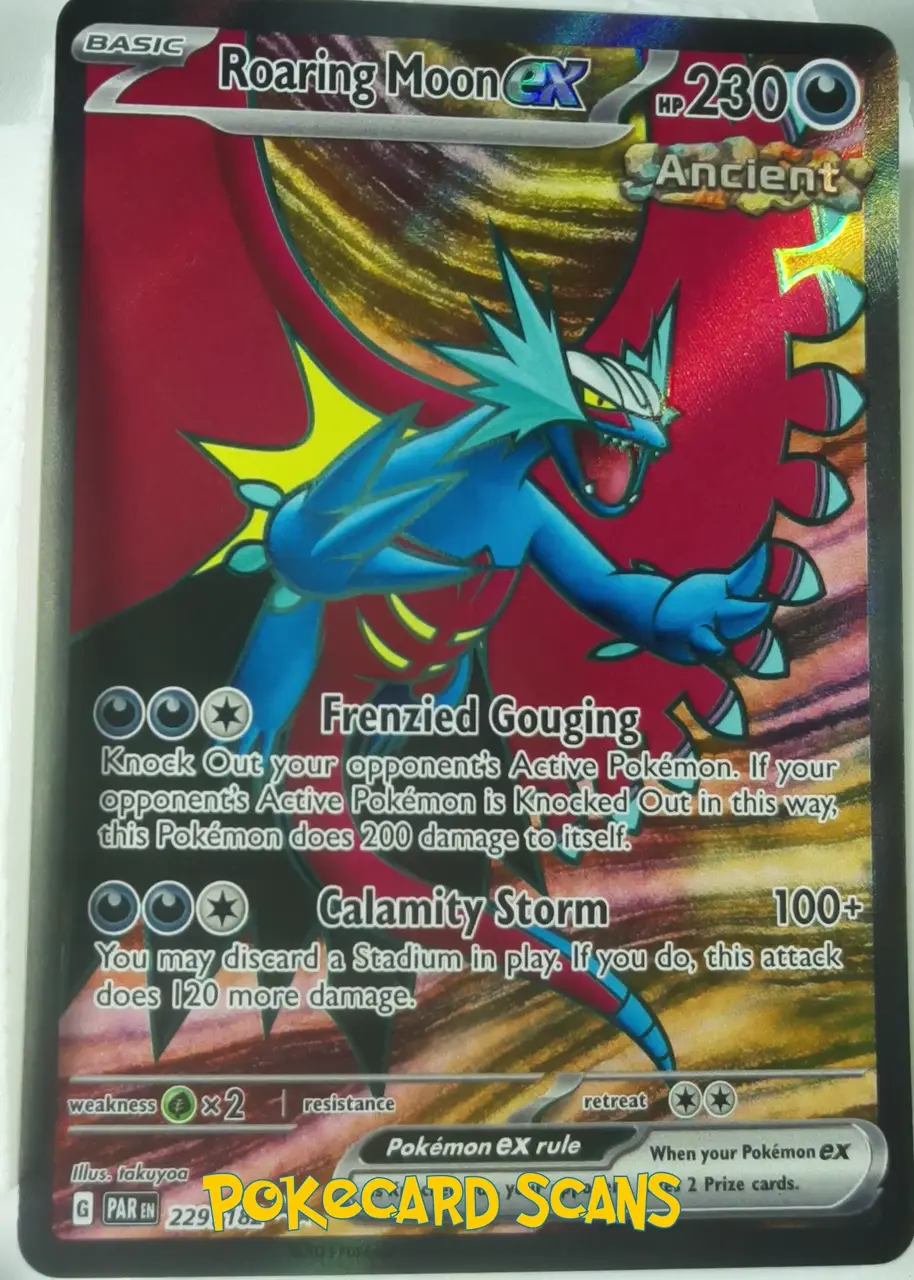 BASIC
Roaring Moon ex HP 230
Ancient
Frenzied Gouging
Knock Out your opponent's Active Pokémon. If your
opponent's Active Pokémon is Knocked Out in this way,
this Pokémon does 200 damage to itself.
Calamity Storm 100+
You may discard a Stadium in play. If you do, this attack
does 120 more damage.
weakness ×2 resistance retreat
Pokémon ex rule When your Pokémon ex
2 Prize cards.
Illus. takuyoa
POKECARD SCANS
G PAR EN 229